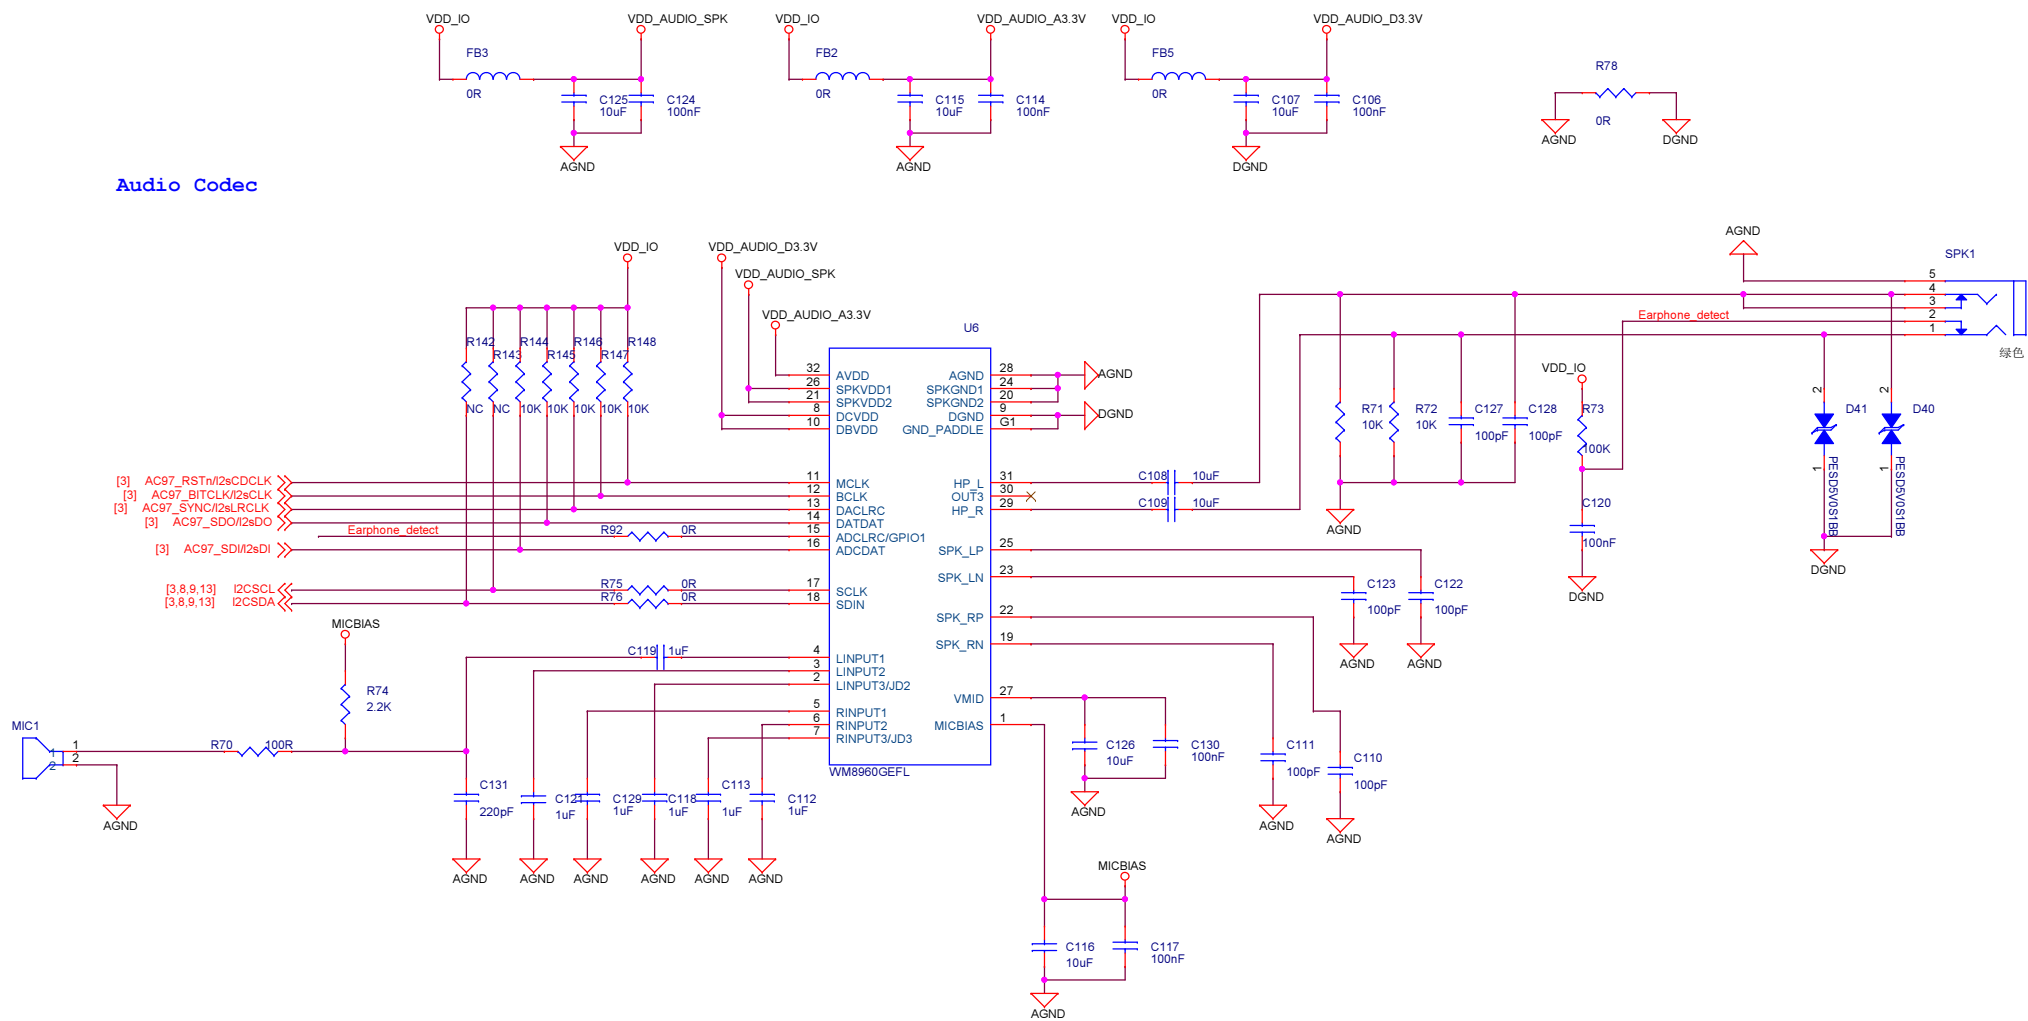 VDD_IO VDD_AUDIO_SPK VDD_IO VDD_AUDIO_A3.3V VDD_IO VDD_AUDIO_D3.3V
FB3 FB2 FB5 R78
0R C125 C124 0R C115 C114 0R C107 C106
10uF 100nF 10uF 100nF 10uF 100nF 0R
AGND DGND
AGND AGND DGND
Audio Codec
AGND
VDD_IO VDD_AUDIO_D3.3V
SPK1
VDD_AUDIO_SPK
5
4
3
2
1
VDD_AUDIO_A3.3V
Earphone_detect
U6
绿色
R142 R144 R146 R148
R143 R145 R147
NC NC 10K 10K 10K 10K 10K
32 AVDD AGND 28 AGND
26 SPKVDD1 SPKGND1 24
21 SPKVDD2 SPKGND2 20
8 DCVDD DGND 9 DGND
10 DBVDD GND_PADDLE G1
VDD_IO
R71 R72 C127 C128 R73
10K 10K 100pF 100pF 100K
2 D41 2 D40
1 PESD5V0S1BB 1 PESD5V0S1BB
[3] AC97_RSTn/I2sCDCLK 11 MCLK HP_L 31 C108 10uF
[3] AC97_BITCLK/I2sCLK 12 BCLK OUT3 30
[3] AC97_SYNC/I2sLRCLK 13 DACLRC HP_R 29 C109 10uF
[3] AC97_SDO/I2sDO 14 DATDAT
Earphone_detect R92 0R 15 ADCLRC/GPIO1
[3] AC97_SDI/I2sDI 16 ADCDAT SPK_LP 25
AGND
C120
100nF
DGND
DGND
SPK_LN 23
[3,8,9,13] I2CSCL R75 0R 17 SCLK
[3,8,9,13] I2CSDA R76 0R 18 SDIN
C123 C122
100pF 100pF
SPK_RP 22
AGND AGND
SPK_RN 19
MICBIAS
C119 1uF 4 LINPUT1
3 LINPUT2
2 LINPUT3/JD2
5 RINPUT1
6 RINPUT2
7 RINPUT3/JD3
VMID 27
MICBIAS 1
R74
2.2K
MIC1
1 1
2 2
R70 100R
WM8960GEFL
C126 C130
10uF 100nF
C111 C110
100pF 100pF
C131 C121 C129 C118 C113 C112
220pF 1uF 1uF 1uF 1uF 1uF
AGND
AGND
AGND AGND
AGND AGND AGND AGND AGND AGND
MICBIAS
C116 C117
10uF 100nF
AGND